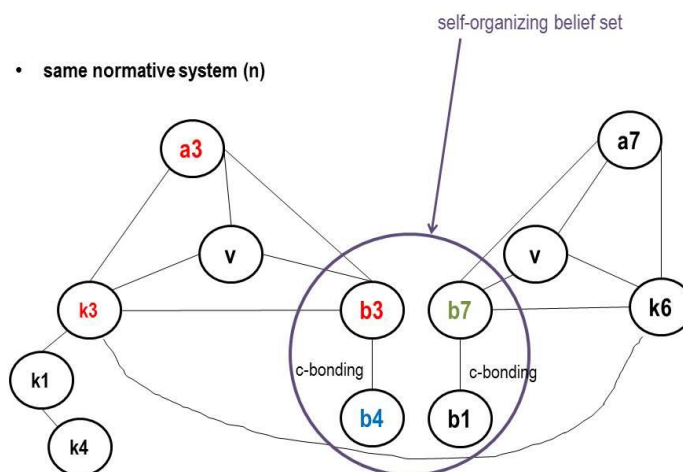 self-organizing belief set
• same normative system (n)
a3
a7
v
v
k3
b3
b7
k6
c-bonding
c-bonding
k1
b4
b1
k4